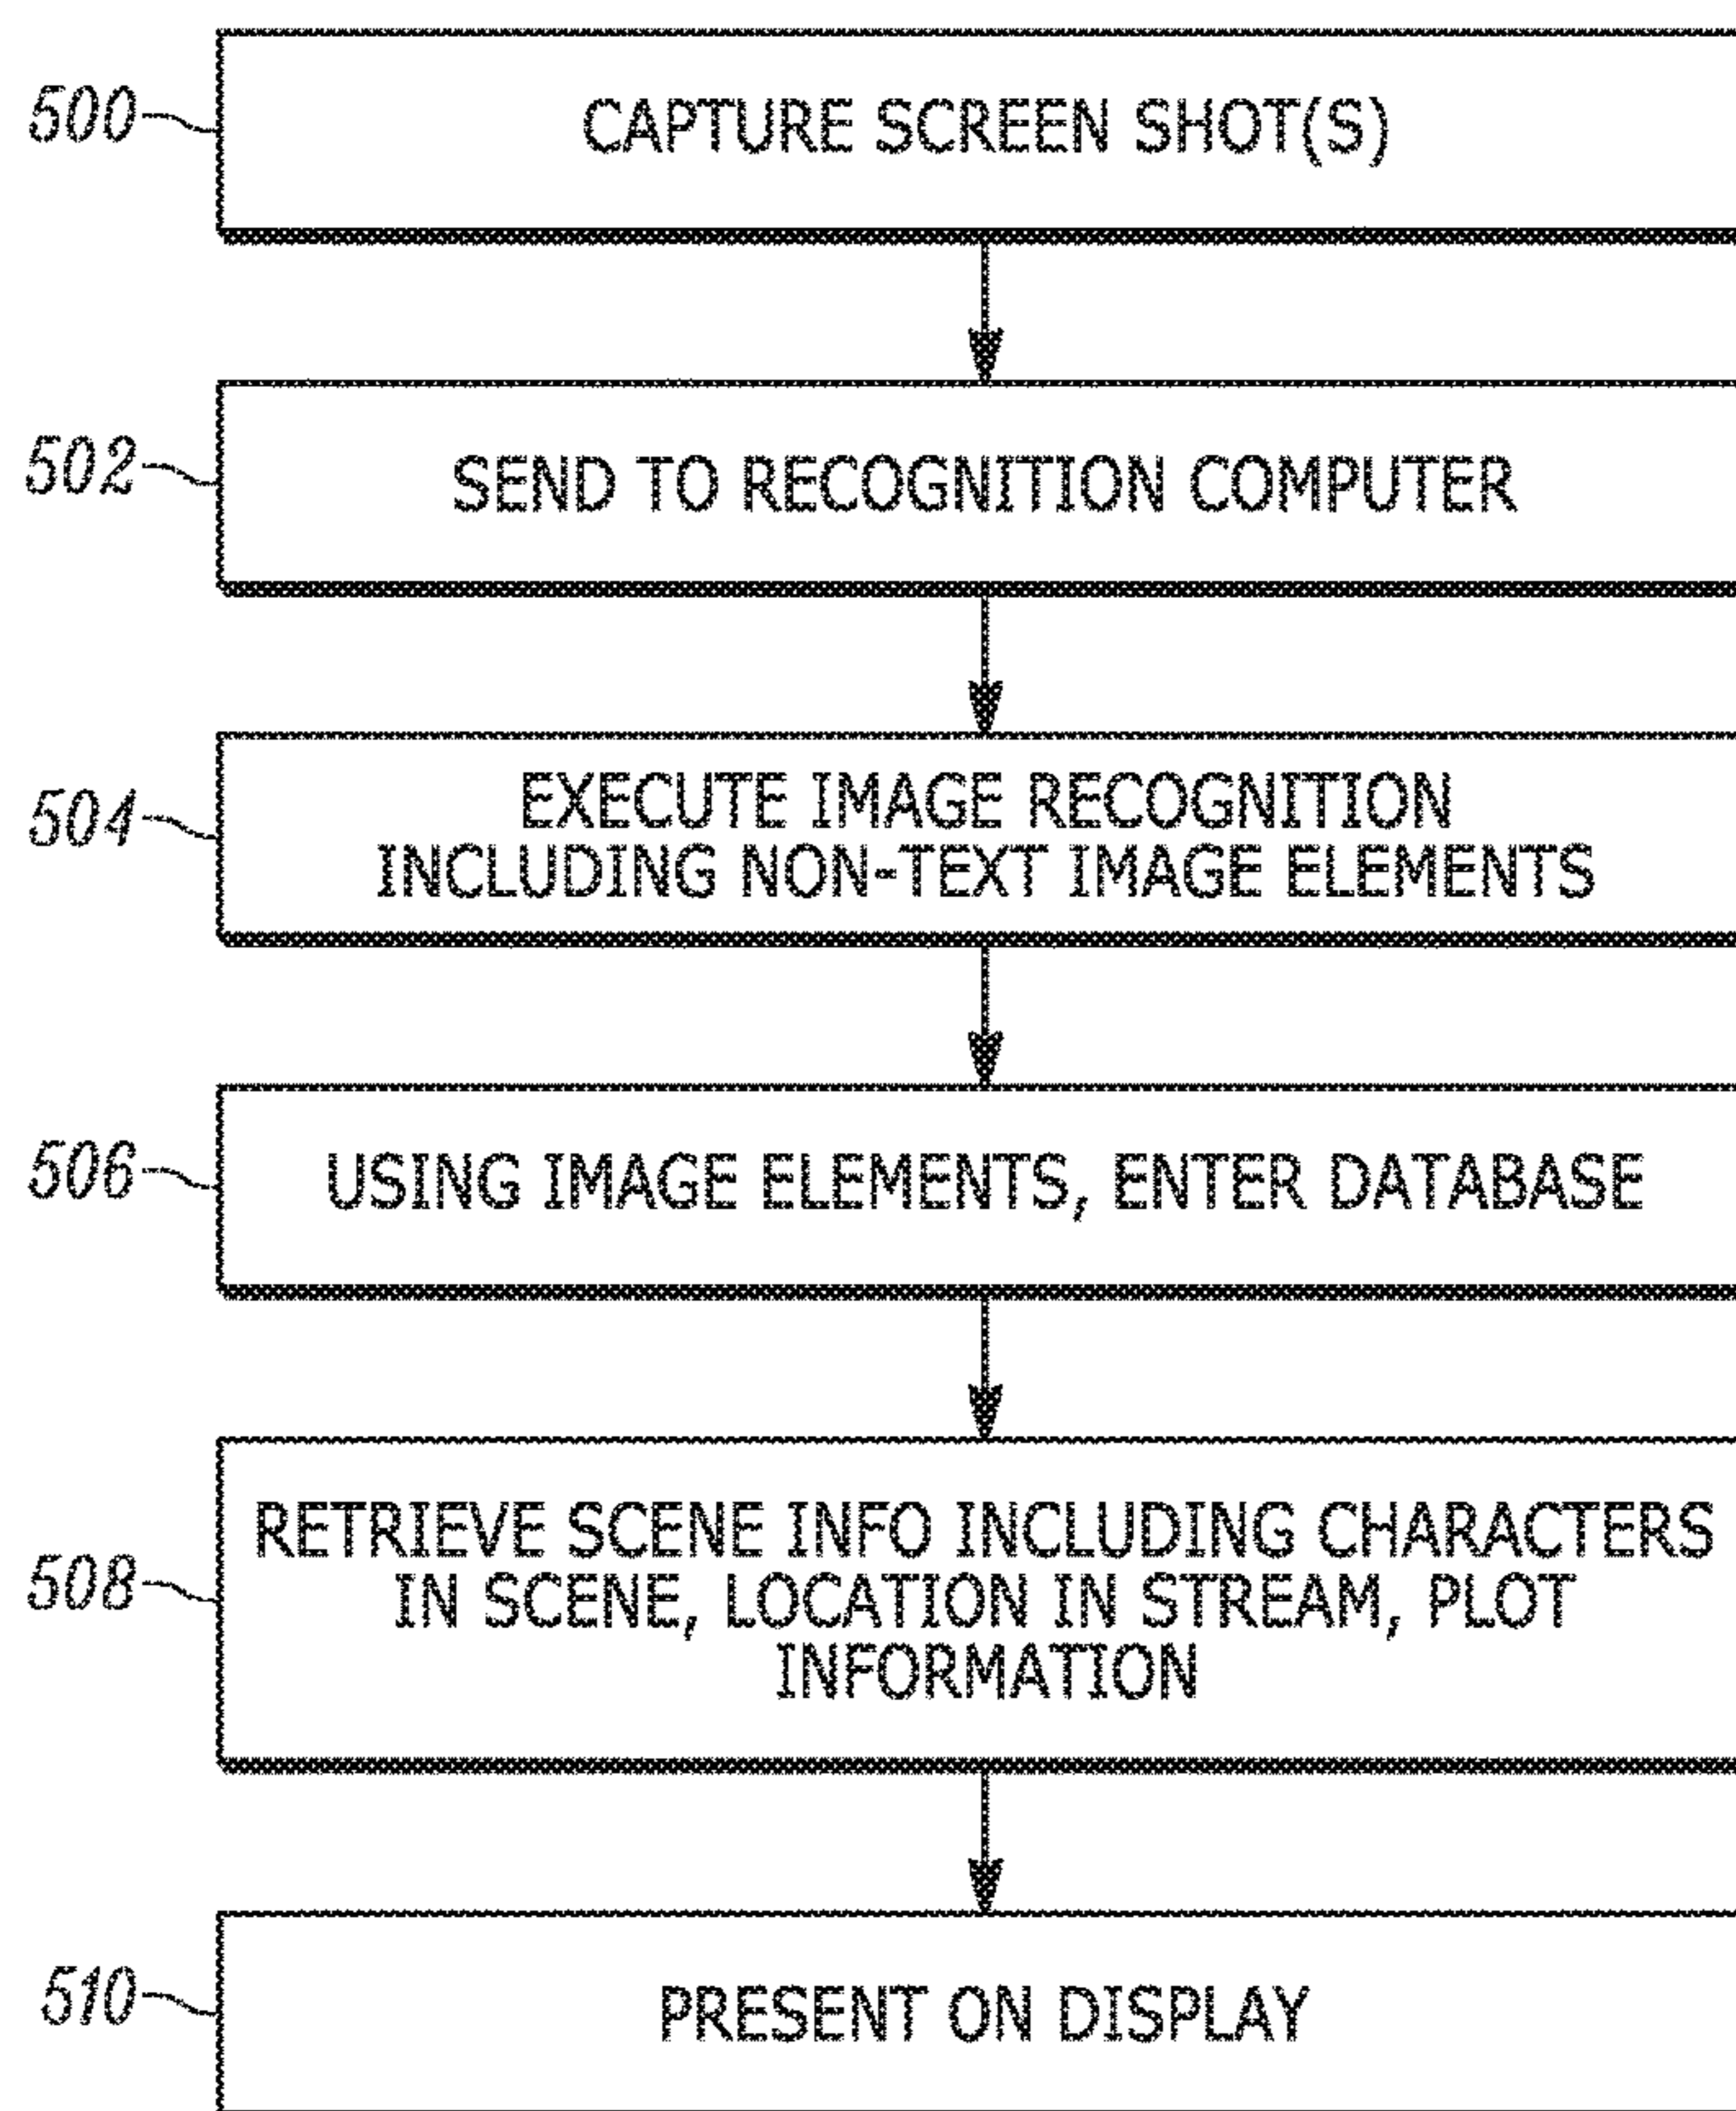 500
CAPTURE SCREEN SHOT(S)
502
SEND TO RECOGNITION COMPUTER
504
EXECUTE IMAGE RECOGNITION
INCLUDING NON-TEXT IMAGE ELEMENTS
506
USING IMAGE ELEMENTS, ENTER DATABASE
508
RETRIEVE SCENE INFO INCLUDING CHARACTERS
IN SCENE, LOCATION IN STREAM, PLOT
INFORMATION
510
PRESENT ON DISPLAY